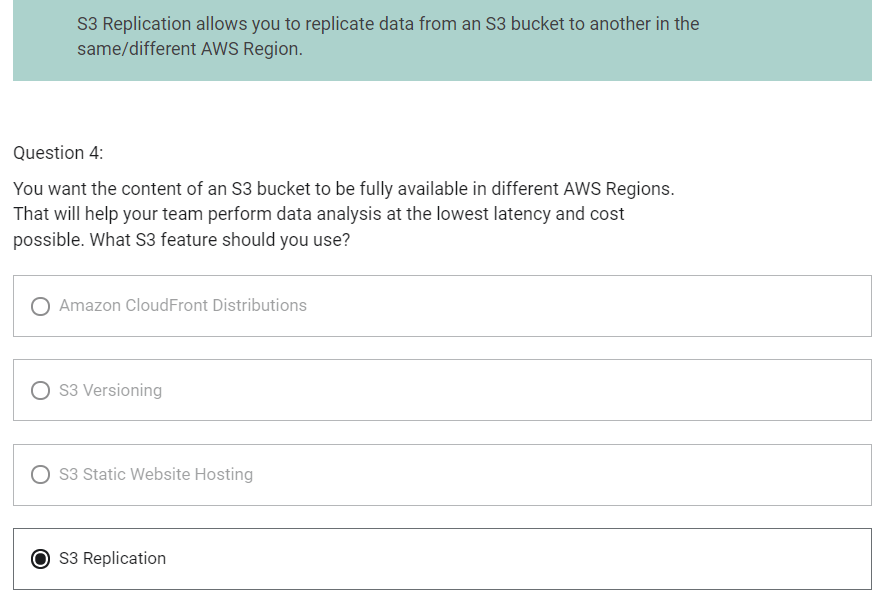 S3 Replication allows you to replicate data from an S3 bucket to another in the
same/different AWS Region.
Question 4:
You want the content of an S3 bucket to be fully available in different AWS Regions.
That will help your team perform data analysis at the lowest latency and cost
possible. What S3 feature should you use?
Amazon CloudFront Distributions
S3 Versioning
S3 Static Website Hosting
S3 Replication